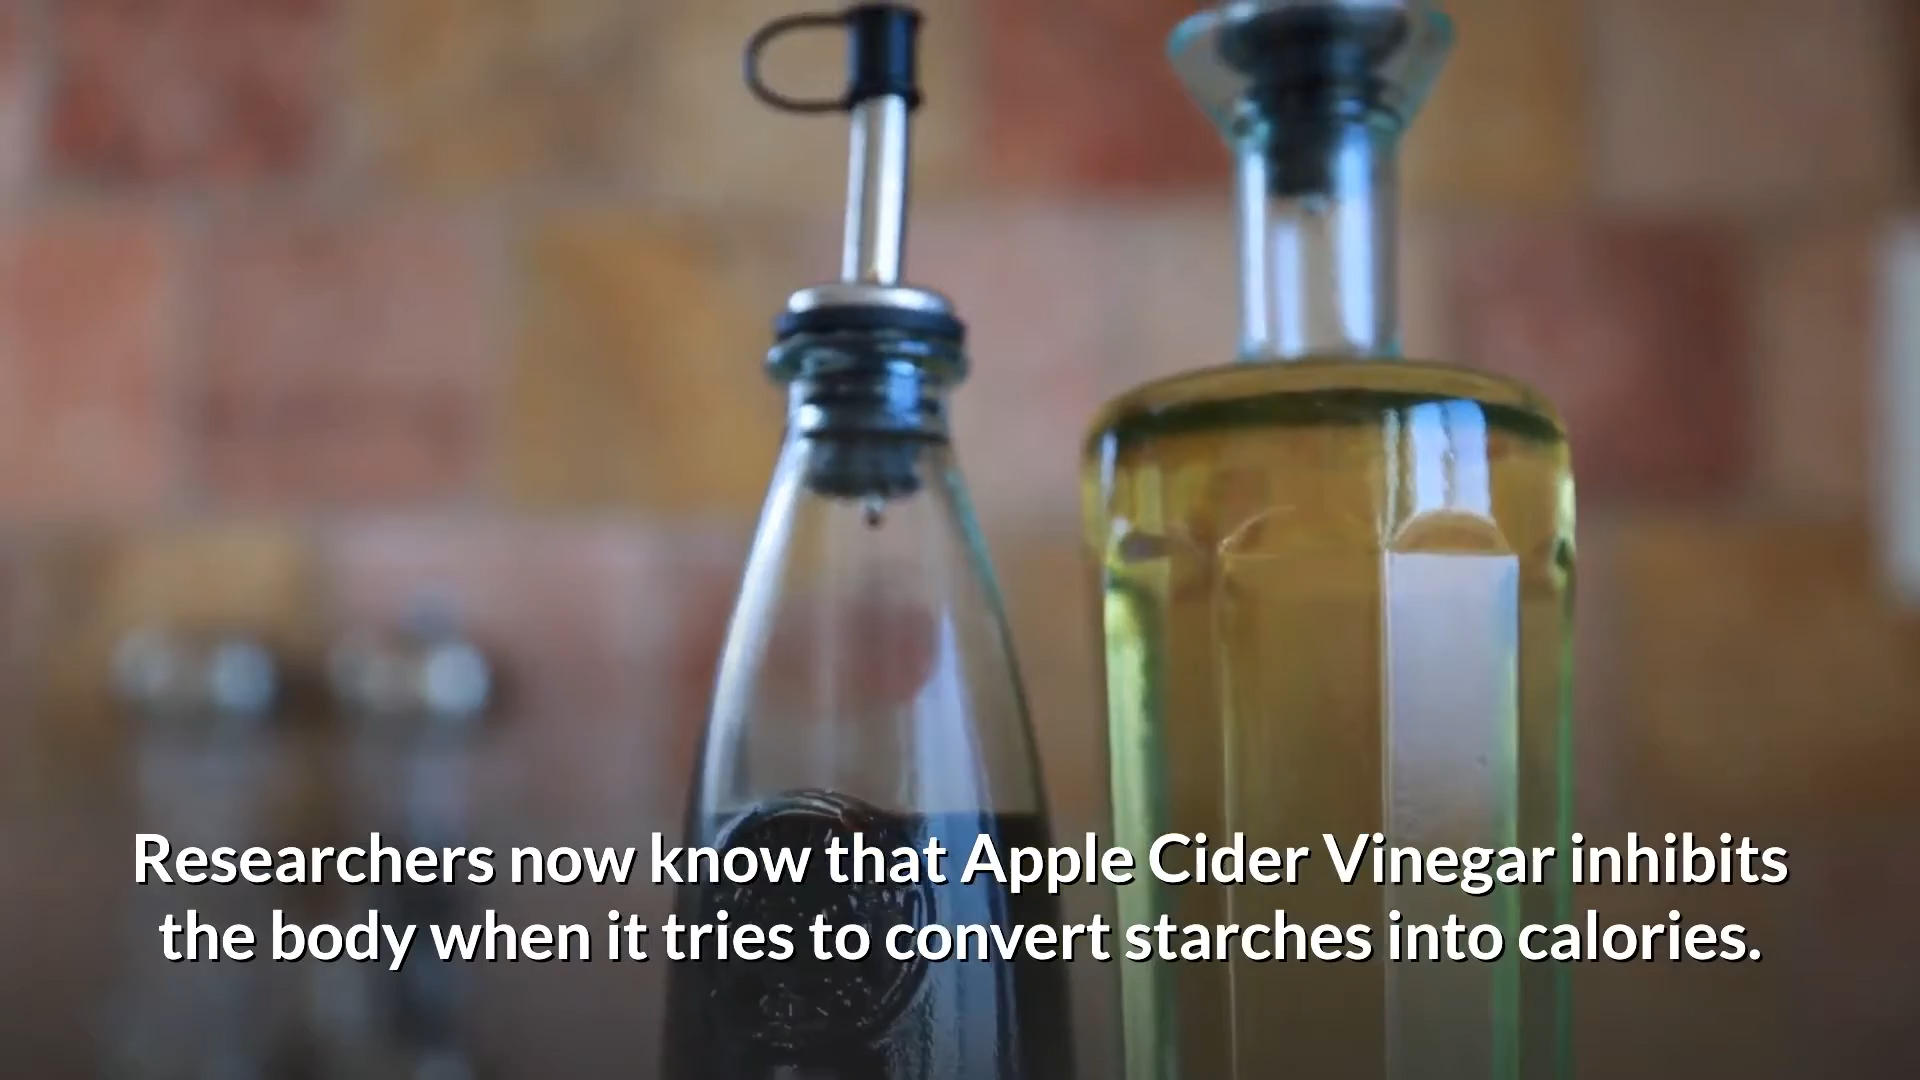 Researchers now know that Apple Cider Vinegar inhibits
the body when it tries to convert starches into calories.